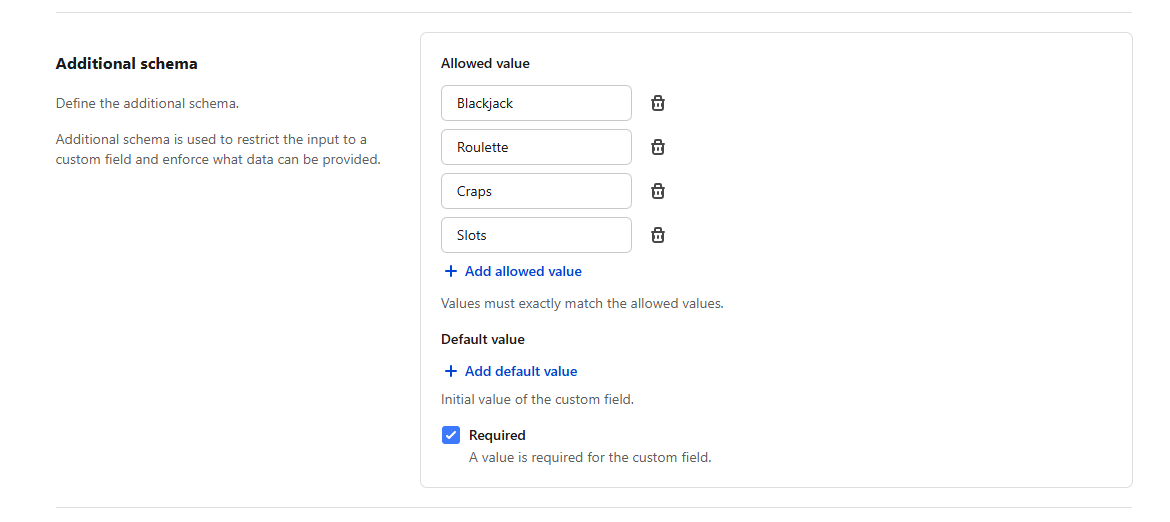 Additional schema
Define the additional schema.
Additional schema is used to restrict the input to a
custom field and enforce what data can be provided.
Allowed value
Blackjack
Roulette
Craps
Slots
+ Add allowed value
Values must exactly match the allowed values.
Default value
+ Add default value
Initial value of the custom field.
Required
A value is required for the custom field.